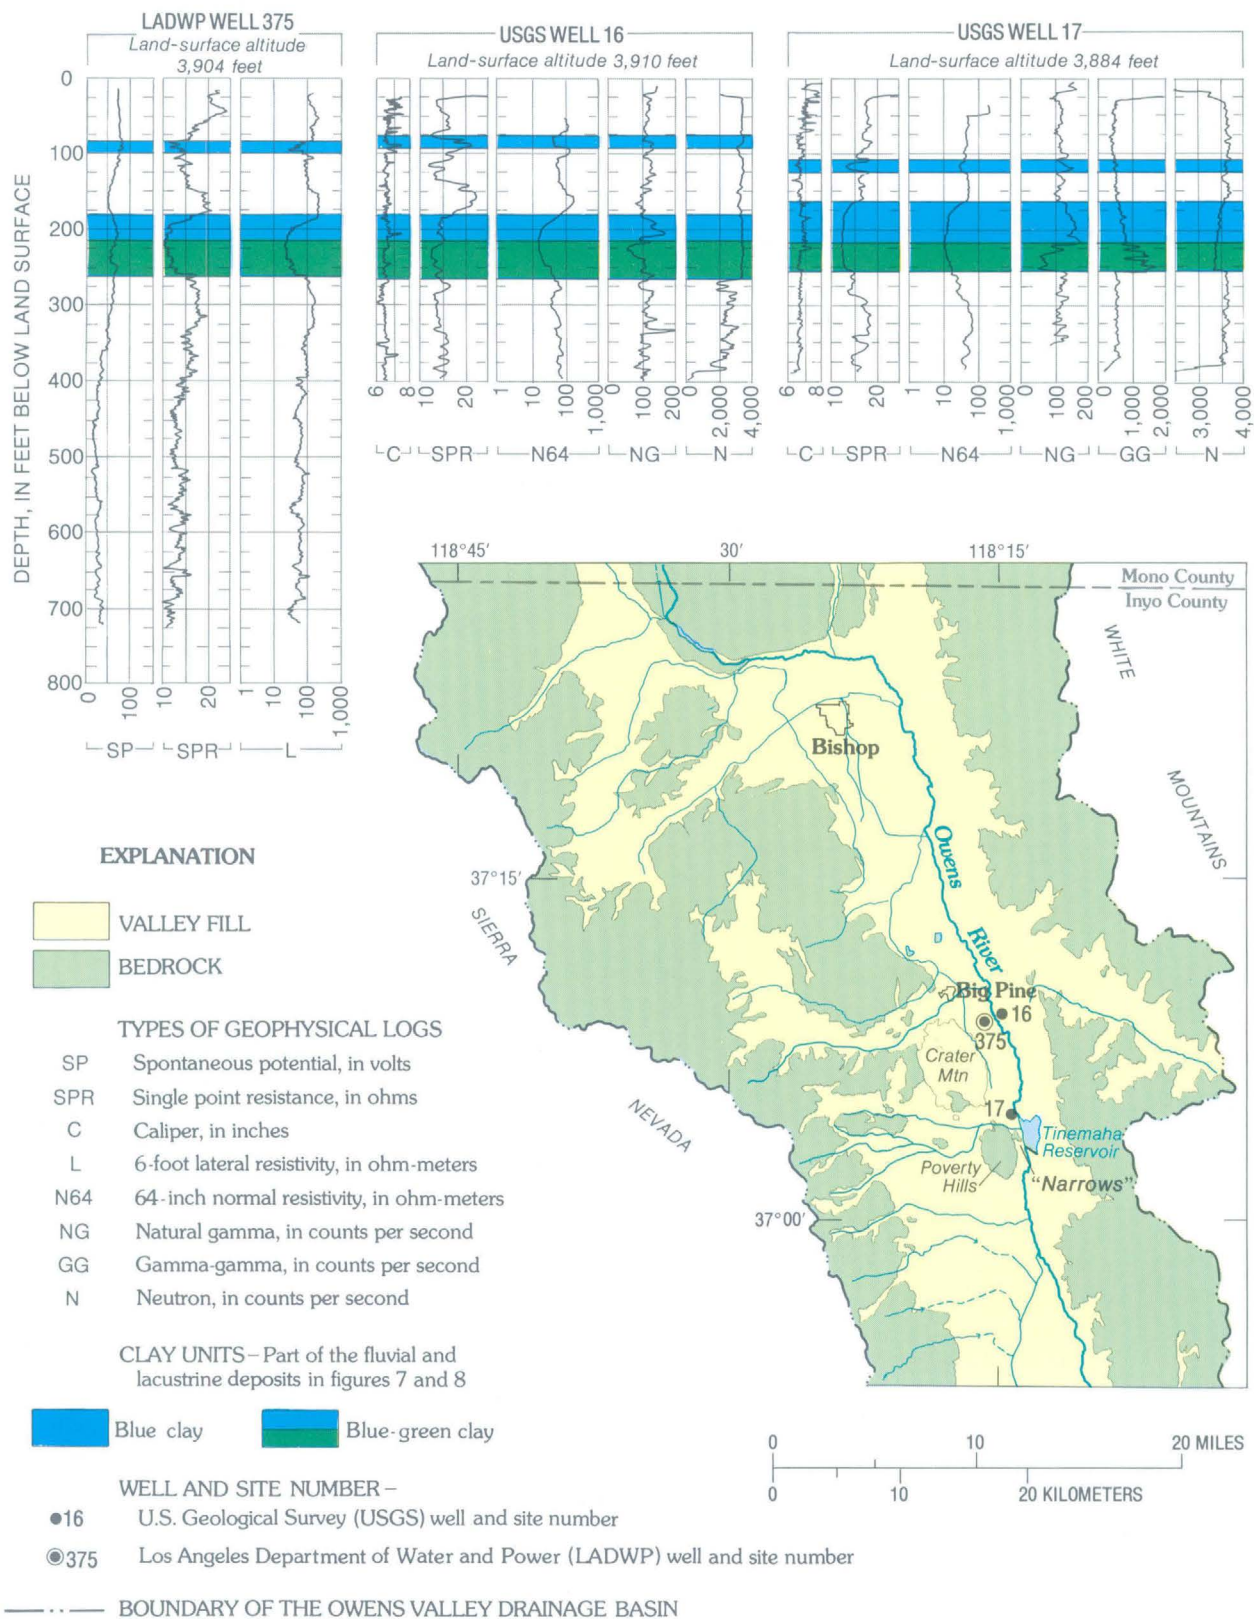 LADWP WELL 375
Land-surface altitude
3,904 feet
USGS WELL 16
Land-surface altitude 3,910 feet
USGS WELL 17
Land-surface altitude 3,884 feet
DEPTH, IN FEET BELOW LAND SURFACE
0
100
200
300
400
500
600
700
800
0 100
10 20
1 10 100 1,000
SP SPR L
6 8
10 20
1 10 100 1,000
0 100 200
0 2,000 4,000
C SPR N64 NG N
6 8
10 20
1 10 100 1,000
0 100 200
0 1,000 2,000
3,000 4,000
C SPR N64 NG GG N
118°45′ 30′ 118°15′
Mono County
Inyo County
WHITE
MOUNTAINS
Bishop
Owens
River
37°15′
SIERRA
NEVADA
Big Pine
16
375
Crater
Mtn
17
Tinemaha
Reservoir
Poverty
Hills
"Narrows"
37°00′
0 10 20 MILES
0 10 20 KILOMETERS
EXPLANATION
VALLEY FILL
BEDROCK
TYPES OF GEOPHYSICAL LOGS
SP Spontaneous potential, in volts
SPR Single point resistance, in ohms
C Caliper, in inches
L 6-foot lateral resistivity, in ohm-meters
N64 64-inch normal resistivity, in ohm-meters
NG Natural gamma, in counts per second
GG Gamma-gamma, in counts per second
N Neutron, in counts per second
CLAY UNITS–Part of the fluvial and
lacustrine deposits in figures 7 and 8
Blue clay
Blue-green clay
WELL AND SITE NUMBER–
16 U.S. Geological Survey (USGS) well and site number
375 Los Angeles Department of Water and Power (LADWP) well and site number
BOUNDARY OF THE OWENS VALLEY DRAINAGE BASIN